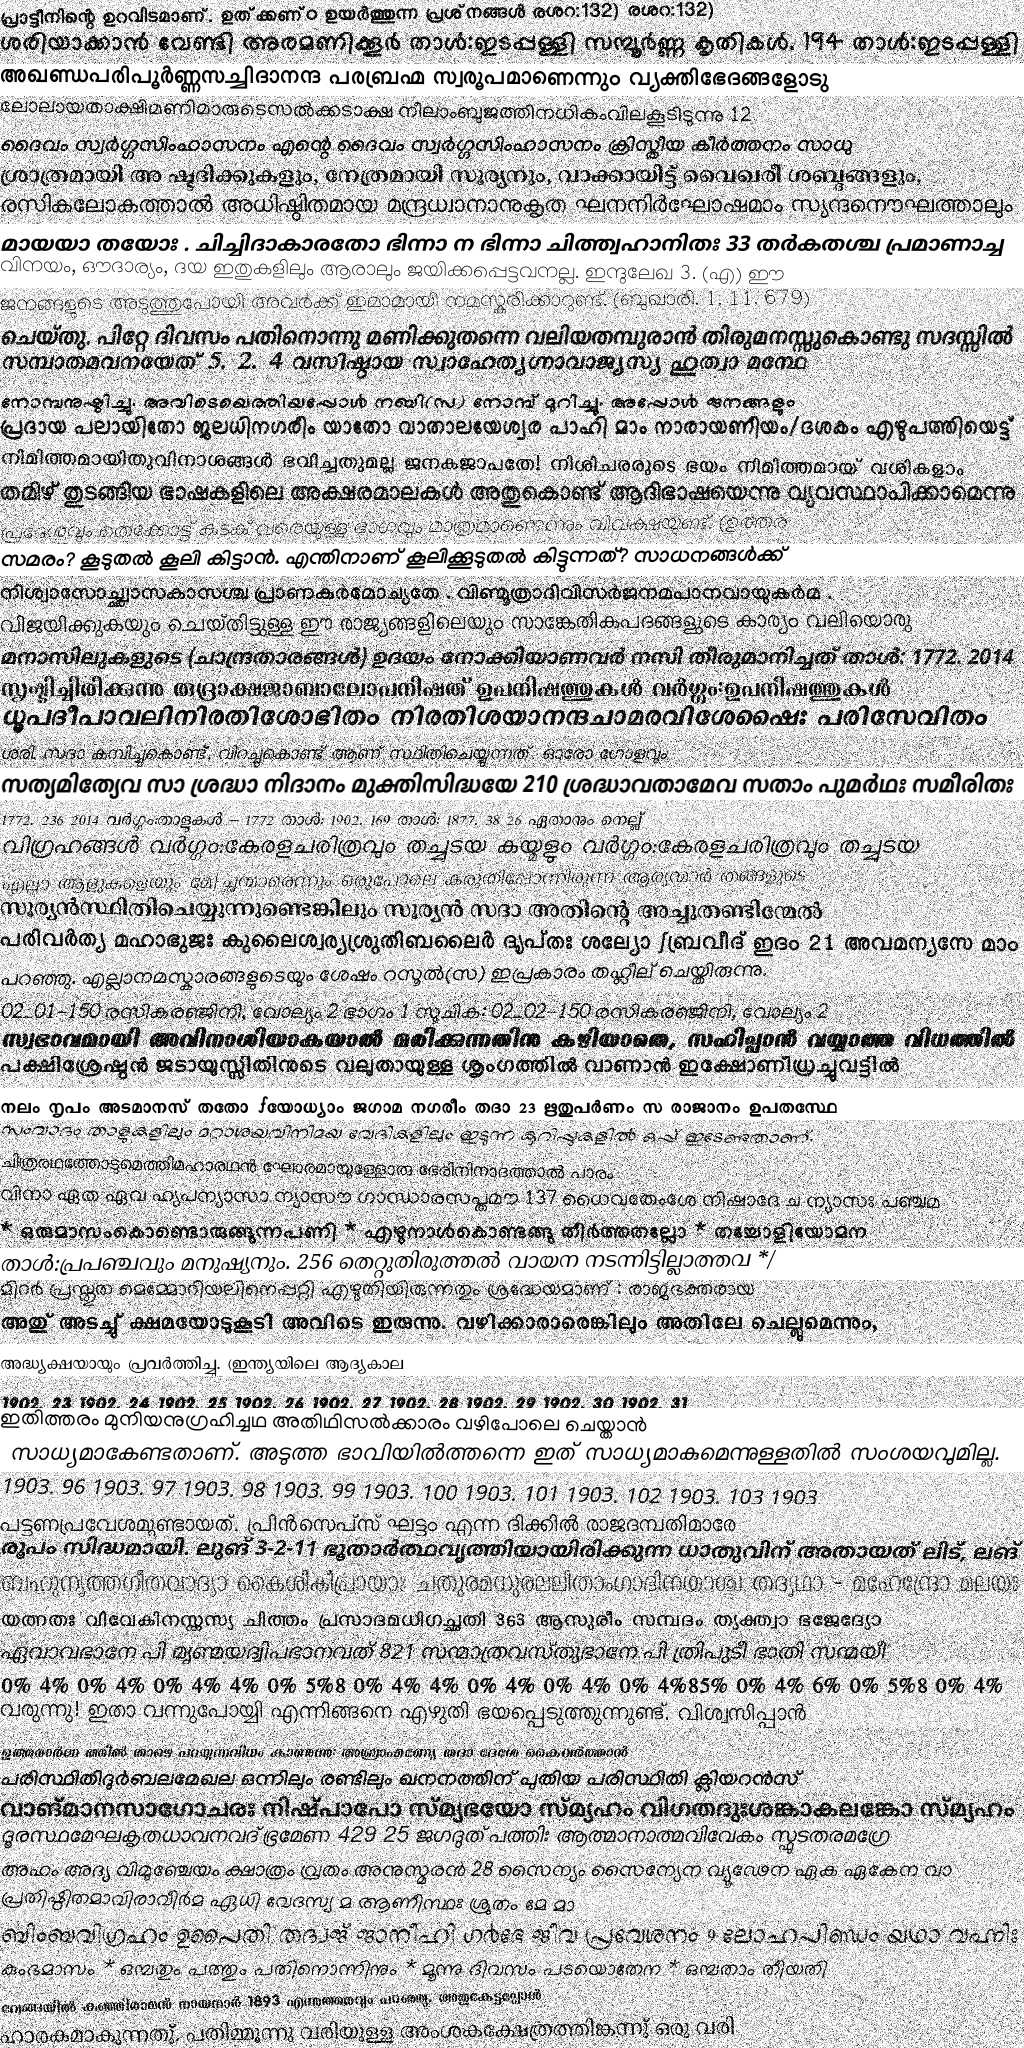 പ്രാട്ടീനിന്റെ ഉറവിടമാണ്. ഉത് ക്കണ് ഠ ഉയർത്തുന്ന പ്രശ് നങ്ങൾ രശറ:132) രശറ:132)
ശരിയാക്കാൻ വേണ്ടി അരമണിക്കൂർ താൾ:ഇടപ്പള്ളി സമ്പൂർണ്ണ കൃതികൾ. 194 താൾ:ഇടപ്പള്ളി
അഖണ്ഡപരിപൂർണ്ണസച്ചിദാനന്ദ പരബ്രഹ്മ സ്വരൂപമാണെന്നും വ്യക്തിഭേദങ്ങളോടു
ലോലായതാക്ഷിമണിമാരുടെസൽക്കടാക്ഷ നീലാംബുജത്തിനധികംവിലകൂടിടുന്നു 12
ദൈവം സ്വർഗ്ഗസിംഹാസനം എന്റെ ദൈവം സ്വർഗ്ഗസിംഹാസനം ക്രിസ്തീയ കീർത്തനം സാധു
ശ്രാത്രമായി അ ഷ്ടദിക്കുകളും, നേത്രമായി സൂര്യനും, വാക്കായിട്ട് വൈഖരീ ശബ്ദങ്ങളും,
രസികലോകത്താൽ അധിഷ്ഠിതമായ മന്ദ്രധ്വാനാനുകൃത ഘനനിർഘോഷമാം സ്യന്ദനൌഘത്താലും
മായയാ തയോഃ . ചിച്ചിദാകാരതോ ഭിന്നാ ന ഭിന്നാ ചിത്ത്വഹാനിതഃ 33 തർകതശ്ച പ്രമാണാച്ച
വിനയം, ഔദാര്യം, ദയ ഇതുകളിലും ആരാലും ജയിക്കപ്പെട്ടവനല്ല. ഇന്ദുലേഖ 3. (എ) ഈ
ജനങ്ങളുടെ അടുത്തുപോയി അവർക്ക് ഇമാമായി നമസ്കരിക്കാറുണ്ട്. (ബുഖാരി. 1. 11. 679)
ചെയ്തു. പിറ്റേ ദിവസം പതിനൊന്നു മണിക്കുതന്നെ വലിയതമ്പുരാൻ തിരുമനസ്സുകൊണ്ടു സദസ്സിൽ
സമ്പാതമവനയേത് 5. 2. 4 വസിഷ്ഠായ സ്വാഹേത്യഗ്നാവാജ്യസ്യ ഹുത്വാ മന്ഥേ
നോമ്പനുഷ്ടിച്ചു. അവിടെയെത്തിയപ്പോൾ നബി(സ) നോമ്പ് മുറിച്ചു. അപ്പോൾ ജനങ്ങളും
പ്രദായ പലായിതോ ജലധിനഗരീം യാതോ വാതാലയേശ്വര പാഹി മാം നാരായണീയം/ദശകം എഴുപത്തിയെട്ട്
നിമിത്തമായിതുവിനാശങ്ങൾ ഭവിച്ചതുമല്ല ജനകജാപതേ! നിശിചരരുടെ ഭയം നിമിത്തമായ് വശികളാം
തമിഴ് തുടങ്ങിയ ഭാഷകളിലെ അക്ഷരമാലകൾ അതുകൊണ്ട് ആദിഭാഷയെന്നു വ്യവസ്ഥാപിക്കാമെന്നു
പ്രദേശവും തെക്കോട്ട് കടക് വരെയുള്ള ഭാഗവും മാത്രമാണെന്നും വിവക്ഷയുണ്ട്. (ഉത്തര
സമരം? കൂടുതൽ കൂലി കിട്ടാൻ. എന്തിനാണ് കൂലിക്കൂടുതൽ കിട്ടുന്നത്? സാധനങ്ങൾക്ക്
നിശ്വാസോച്ഛ്വാസകാസശ്ച പ്രാണകർമോച്യതേ . വിണ്മൂത്രാദിവിസർജനമപാനവായുകർമ .
വിജയിക്കുകയും ചെയ്തിട്ടുള്ള ഈ രാജ്യങ്ങളിലെയും സാങ്കേതികപദങ്ങളുടെ കാര്യം വലിയൊരു
മനാസിലുകളുടെ (ചാന്ദ്രതാരങ്ങൾ) ഉദയം നോക്കിയാണവർ നസി തീരുമാനിച്ചത് താൾ: 1772. 2014
സൃഷ്ടിച്ചിരിക്കുന്നു രുദ്രാക്ഷജാബാലോപനിഷത് ഉപനിഷത്തുകൾ വർഗ്ഗം:ഉപനിഷത്തുകൾ
ധൂപദീപാവലിനിരതിശോഭിതം നിരതിശയാനന്ദചാമരവിശേഷൈഃ പരിസേവിതം
ശരി. സദാ കമ്പിച്ചുകൊണ്ട്, വിറച്ചുകൊണ്ട് ആണ് സ്ഥിതിചെയ്യുന്നത് ഓരോ ഗോളവും
സത്യമിത്യേവ സാ ശ്രദ്ധാ നിദാനം മുക്തിസിദ്ധയേ 210 ശ്രദ്ധാവതാമേവ സതാം പുമർഥഃ സമീരിതഃ
1772. 236 2014 വർഗ്ഗം:താളുകൾ – 1772 താൾ: 1902. 169 താൾ: 1877. 38 26 ഏതാനും നെല്ല്
വിഗ്രഹങ്ങൾ വർഗ്ഗം:കേരളചരിത്രവും തച്ചുടയ കയ്മളും വർഗ്ഗം:കേരളചരിത്രവും തച്ചുടയ
എല്ലാ ആളുകളെയും മേച്ഛന്മാരെന്നും ഒരുപോലെ കരുതിപ്പോന്നിരുന്ന ആര്യന്മാർ തങ്ങളുടെ
സൂര്യൻസ്ഥിതിചെയ്യുന്നുണ്ടെങ്കിലും സൂര്യൻ സദാ അതിന്റെ അച്ചുതണ്ടിന്മേൽ
പരിവർത്യ മഹാഭുജഃ കുലൈശ്വര്യശ്രുതിബലൈർ ദൃപ്തഃ ശല്യോ ഽബ്രവീദ് ഇദം 21 അവമന്യസേ മാം
പറഞ്ഞു. എല്ലാനമസ്കാരങ്ങളുടെയും ശേഷം റസൂൽ(സ) ഇപ്രകാരം തഹ്ലീല് ചെയ്തിരുന്നു.
02_01-150 രസികരഞ്ജിനി, വോല്യം 2 ഭാഗം 1 സൂചിക:02_02-150 രസികരഞ്ജിനി, വോല്യം 2
സ്വഭാവമായി അവിനാശിയാകയാൽ മരിക്കുന്നതിനു കഴിയാതെ, സഹിപ്പാൻ വയ്യാത്ത വിധത്തിൽ
പക്ഷിശ്രേഷ്ഠൻ ജടായുസ്സിതിനുടെ വലുതായുള്ള ശൃംഗത്തിൽ വാണാൻ ഇക്ഷോണിധ്രച്ചുവട്ടിൽ
നലം നൃപം അടമാനസ് തതോ ഽയോധ്യാം ജഗാമ നഗരീം തദാ 23 ഋതുപർണം സ രാജാനം ഉപതസ്ഥേ
സംവാദം താളുകളിലും മറ്റാശയവിനിമയ വേദികളിലും ഇടുന്ന കുറിപ്പുകളിൽ ഒപ്പ് ഇടേണ്ടതാണ്.
ചിത്രരഥത്തോടുമെത്തിമഹാരഥൻ ഘോരമായുള്ളോരു ഭേരിനിനാദത്താൽ പാരം
വിനാ ഏത ഏവ ഹ്യുപന്യാസാ ന്യാസൗ ഗാന്ധാരസപ്തമൗ 137 ധൈവതേംശേ നിഷാദേ ച ന്യാസഃ പഞ്ചമ
* ഒരുമാസംകൊണ്ടൊരുങ്ങുന്നപണി * എഴുനാൾകൊണ്ടങ്ങു തീർത്തതല്ലോ * തച്ചോളിയോമന
താൾ:പ്രപഞ്ചവും മനുഷ്യനും. 256 തെറ്റുതിരുത്തൽ വായന നടന്നിട്ടില്ലാത്തവ */
മിറർ പ്രസ്തുത മെമ്മോറിയലിനെപ്പറ്റി എഴുതിയിരുന്നതും ശ്രദ്ധേയമാണ് : രാജഭക്തരായ
അതു് അടച്ചു് ക്ഷമയോടുകൂടി അവിടെ ഇരുന്നു. വഴിക്കാരാരെങ്കിലും അതിലേ ചെല്ലുമെന്നും,
അദ്ധ്യക്ഷയായും പ്രവർത്തിച്ചു. (ഇന്ത്യയിലെ ആദ്യകാല
1902. 23 1902. 24 1902. 25 1902. 26 1902. 27 1902. 28 1902. 29 1902. 30 1902. 31
ഇതിത്തരം മുനിയനുഗ്രഹിച്ചഥ അതിഥിസൽക്കാരം വഴിപോലെ ചെയ്താൻ
സാധ്യമാകേണ്ടതാണ്. അടുത്ത ഭാവിയിൽത്തന്നെ ഇത് സാധ്യമാകുമെന്നുള്ളതിൽ സംശയവുമില്ല.
1903. 96 1903. 97 1903. 98 1903. 99 1903. 100 1903. 101 1903. 102 1903. 103 1903
പട്ടണപ്രവേശമുണ്ടായത്. പ്രിൻസെപ്സ് ഘട്ടം എന്ന ദിക്കിൽ രാജദമ്പതിമാരേ
രൂപം സിദ്ധമായി. ലുങ് 3-2-11 ഭൂതാർത്ഥവൃത്തിയായിരിക്കുന്ന ധാതുവിന് അതായത് ലിട്, ലങ്
ബഹുനൃത്തഗീതവാദ്യാ കൈശികീപ്രായാഃ ചതുരമസുരലലിതാംഗാദിനയാശ്ച തദ്യഥാ - മഹേന്ദ്രോ മലയഃ
യത്നതഃ വിവേകിനസ്തസ്യ ചിത്തം പ്രസാദമധിഗച്ഛതി 363 ആസുരീം സമ്പദം ത്യക്ത്വാ ഭജേദ്യോ
ഏവാവഭാനേ പി മൃണ്മയദ്വിപഭാനവത് 821 സന്മാത്രവസ്തുഭാനേ പി ത്രിപുടീ ഭാതി സന്മയീ
0% 4% 0% 4% 0% 4% 4% 0% 5%8 0% 4% 4% 0% 4% 0% 4% 0% 4%85% 0% 4% 6% 0% 5%8 0% 4%
വരുന്നു! ഇതാ വന്നുപോയ്യി എന്നിങ്ങനെ എഴുതി ഭയപ്പെടുത്തുന്നുണ്ട്. വിശ്വസിപ്പാൻ
പരിസ്ഥിതിദുർബലമേഖല ഒന്നിലും രണ്ടിലും ഖനനത്തിന് പുതിയ പരിസ്ഥിതി ക്ലിയറൻസ്
വാങ്മാനസാഗോചരഃ നിഷ്പാപോ സ്മ്യഭയോ സ്മ്യഹം വിഗതദുഃശങ്കാകലങ്കോ സ്മ്യഹം
ദൂരസ്ഥമേഘകൃതധാവനവദ് ഭ്രമേണ 429 25 ജഗദുത് പത്തിഃ ആത്മാനാത്മവിവേകം സ്ഫുടതരമഗ്രേ
അഹം അദ്യ വിമുഞ്ചേയം ക്ഷാത്രം വ്രതം അനുസ്മരൻ 28 സൈന്യം സൈന്യേന വ്യൂഢേന ഏക ഏകേന വാ
പ്രതിഷ്ഠിതമാവിരാവീർമ ഏധി വേദസ്യ മ ആണീസ്ഥഃ ശ്രുതം മേ മാ
ബിംബവിഗ്രഹം ഉപൈതി തദ്വജ് ജാനീഹി ഗർഭേ ജീവ പ്രവേശനം 9 ലോഹപിണ്ഡം യഥാ വഹ്നിഃ
കുംഭമാസം * ഒമ്പതും പത്തും പതിനൊന്നിന്നും * മൂന്നു ദിവസം പടയൊതേന * ഒമ്പതാം തീയതി
വേങ്ങയിൽ കുഞ്ഞിരാമൻ നായനാർ 1893 എന്നത്തെയും പറഞ്ഞു. അതുകേട്ടപ്പോൾ
ഹാരകമാകുന്നതു്. പതിമ്മൂന്നു വരിയുള്ള അംശകക്ഷേത്രത്തിങ്കന്നു് ഒരു വരി